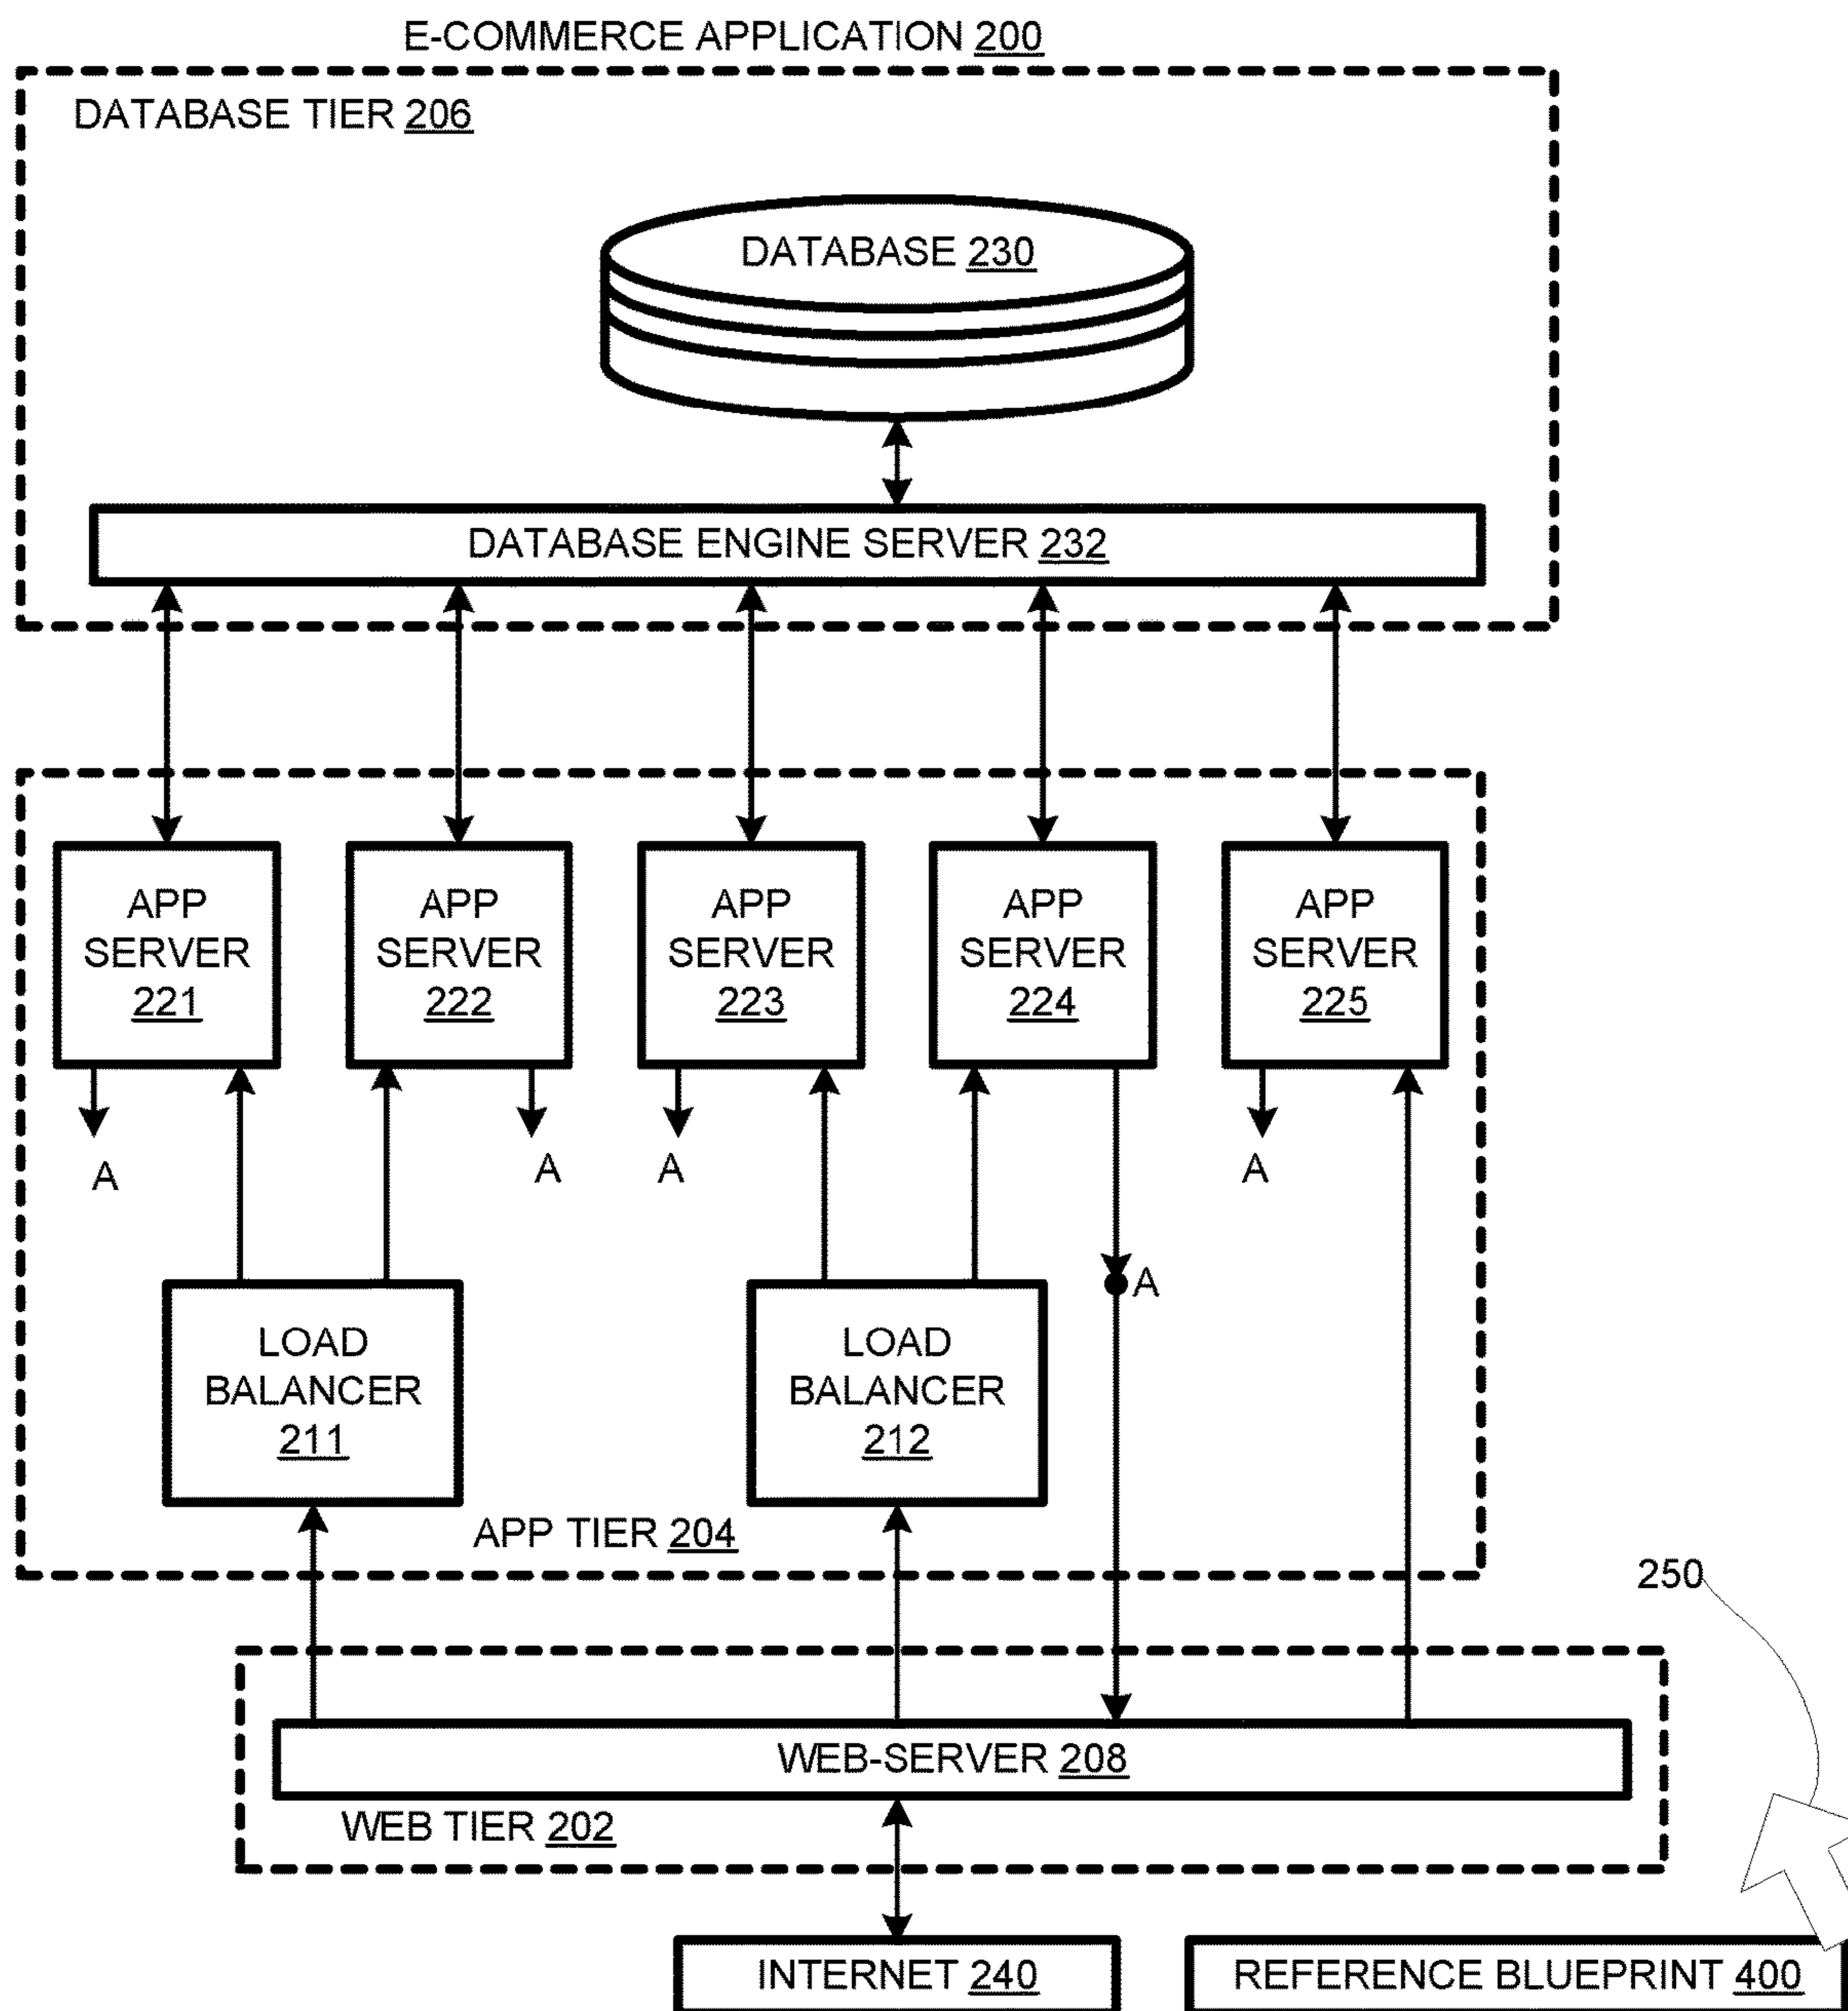 E-COMMERCE APPLICATION 200
DATABASE TIER 206
DATABASE 230
DATABASE ENGINE SERVER 232
APP
SERVER
221
APP
SERVER
222
APP
SERVER
223
APP
SERVER
224
APP
SERVER
225
A
A
A
A
A
LOAD
BALANCER
211
LOAD
BALANCER
212
APP TIER 204
250
WEB-SERVER 208
WEB TIER 202
INTERNET 240
REFERENCE BLUEPRINT 400